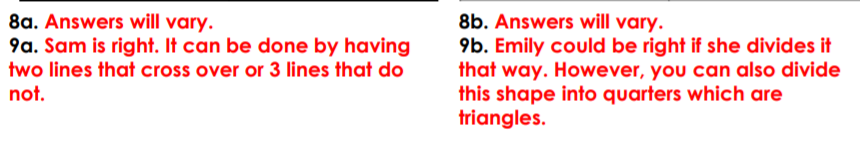 8a. Answers will vary.
9a. Sam is right. It can be done by having
two lines that cross over or 3 lines that do
not.
8b. Answers will vary.
9b. Emily could be right if she divides it
that way. However, you can also divide
this shape into quarters which are
triangles.